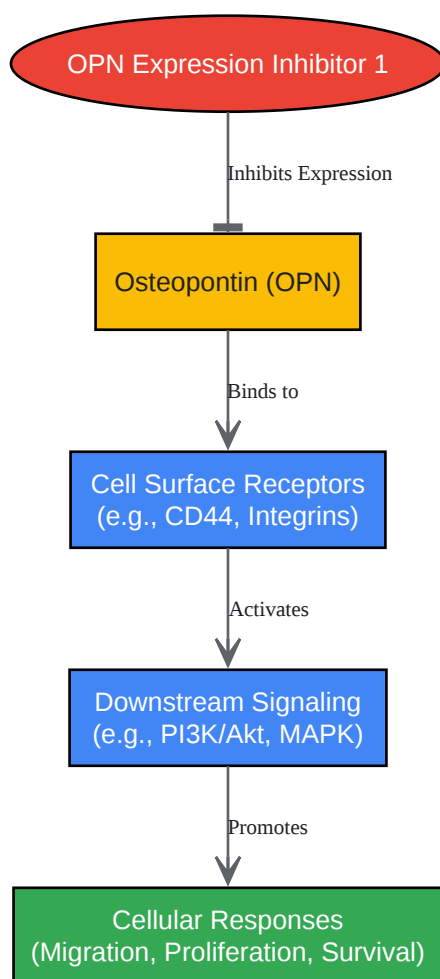 OPN Expression Inhibitor 1
Inhibits Expression
Osteopontin (OPN)
Binds to
Cell Surface Receptors
(e.g., CD44, Integrins)
Activates
Downstream Signaling
(e.g., PI3K/Akt, MAPK)
Promotes
Cellular Responses
(Migration, Proliferation, Survival)